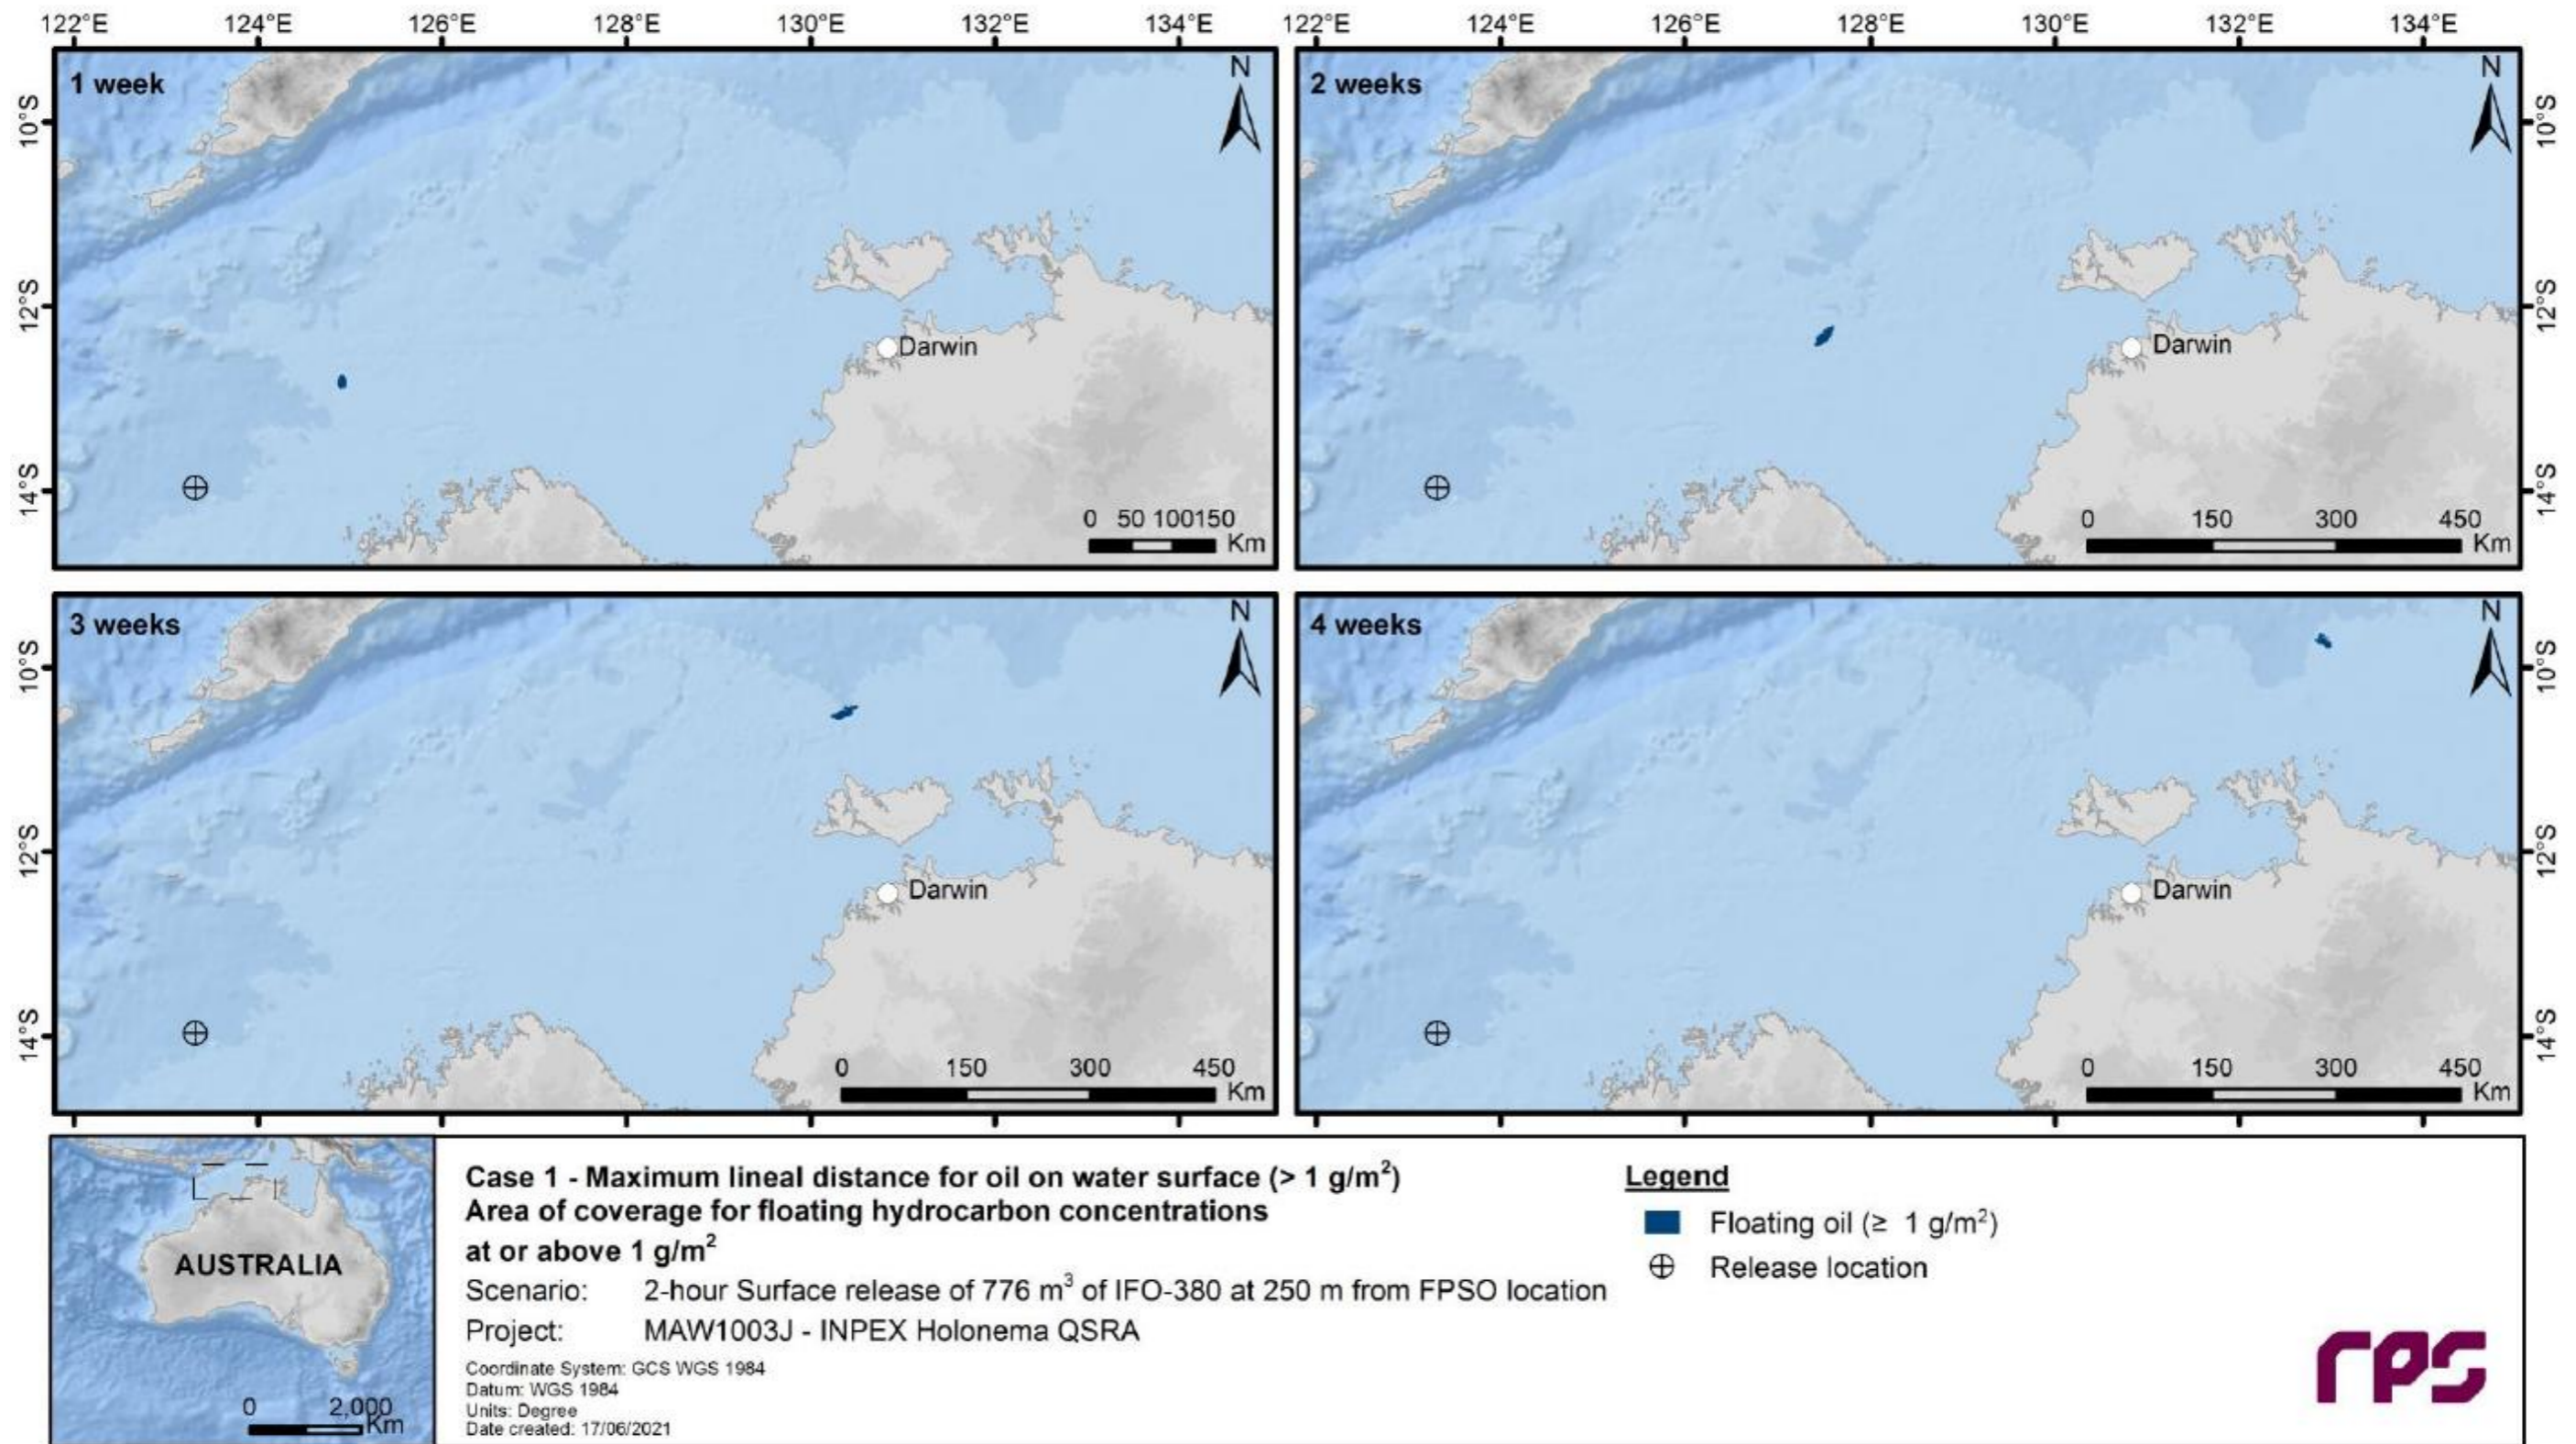 122°E 124°E 126°E 128°E 130°E 132°E 134°E 122°E 124°E 126°E 128°E 130°E 132°E 134°E
1 week
N
10°S
12°S
14°S
Darwin
0 50 100150
Km
2 weeks
N
10°S
12°S
14°S
Darwin
0 150 300 450
Km
3 weeks
N
10°S
12°S
14°S
Darwin
0 150 300 450
Km
4 weeks
N
10°S
12°S
14°S
Darwin
0 150 300 450
Km
AUSTRALIA
0 2,000
Km
Case 1 - Maximum lineal distance for oil on water surface (> 1 g/m²)
Area of coverage for floating hydrocarbon concentrations
at or above 1 g/m²
Scenario: 2-hour Surface release of 776 m³ of IFO-380 at 250 m from FPSO location
Project: MAW1003J - INPEX Holonema QSRA
Coordinate System: GCS WGS 1984
Datum: WGS 1984
Units: Degree
Date created: 17/06/2021
Legend
Floating oil (≥ 1 g/m²)
Release location
rps